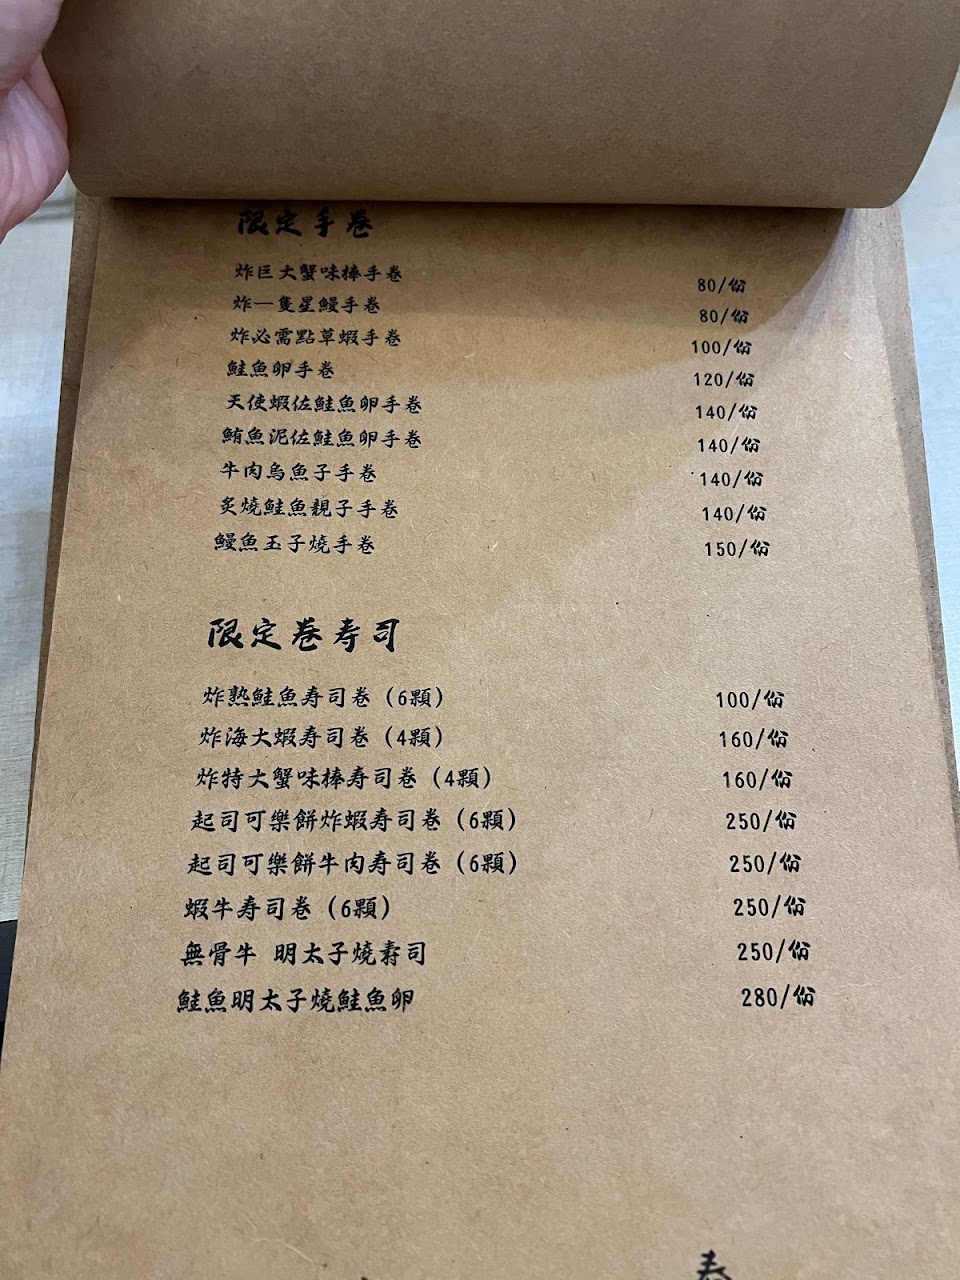 限定手卷
炸巨大蟹味棒手卷 80/份
炸一隻星鰻手卷 80/份
炸必需點草蝦手卷 100/份
鮭魚卵手卷 120/份
天使蝦佐鮭魚卵手卷 140/份
鮪魚泥佐鮭魚卵手卷 140/份
牛肉烏魚子手卷 140/份
炙燒鮭魚親子手卷 140/份
鰻魚玉子燒手卷 150/份
限定卷寿司
炸熟鮭魚寿司卷 (6顆) 100/份
炸海大蝦寿司卷 (4顆) 160/份
炸特大蟹味棒寿司卷 (4顆) 160/份
起司可樂餅炸蝦寿司卷 (6顆) 250/份
起司可樂餅牛肉寿司卷 (6顆) 250/份
蝦牛寿司卷 (6顆) 250/份
無骨牛 明太子燒壽司 250/份
鮭魚明太子燒鮭魚卵 280/份